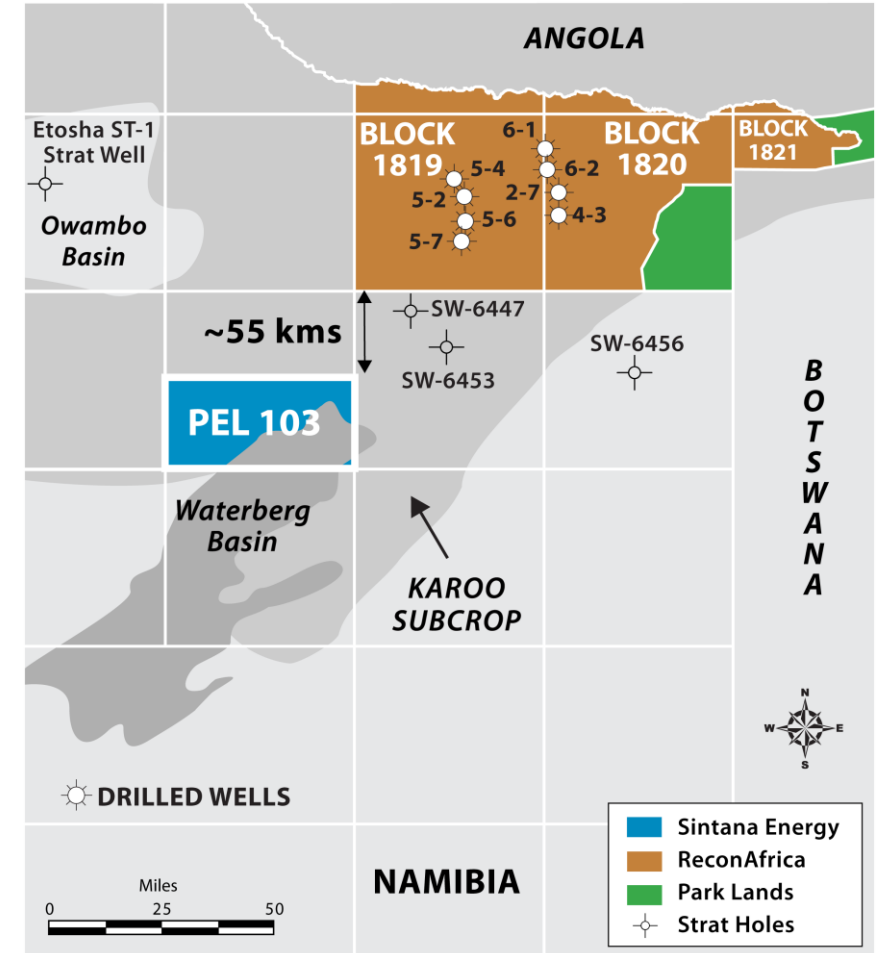 ANGOLA
Etosha ST-1
Strat Well
Owambo
Basin
BLOCK
1819
6-1
BLOCK
1820
BLOCK
1821
5-4
6-2
5-2
2-7
5-6
4-3
5-7
~55 kms
SW-6447
SW-6453
SW-6456
PEL 103
Waterberg
Basin
KAROO
SUBCROP
B
O
T
S
W
A
N
A
N
W
E
S
DRILLED WELLS
Miles
0
25
50
NAMIBIA
Sintana Energy
ReconAfrica
Park Lands
Strat Holes